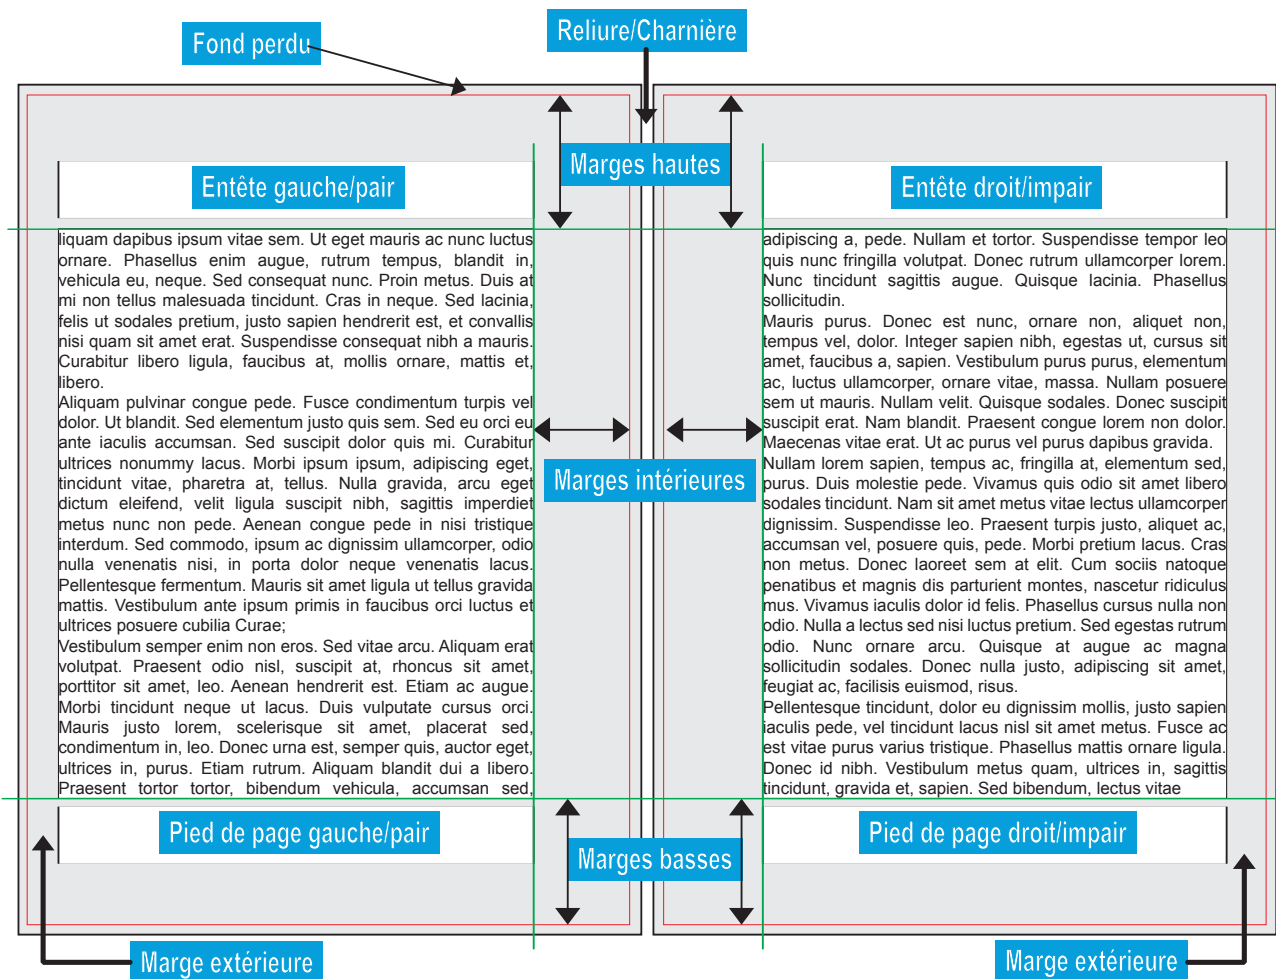 Reliure/Charnière
Fond perdu
Marges hautes
Entête gauche/pair
Entête droit/impair
liquam dapibus ipsum vitae sem. Ut eget mauris ac nunc luctus
ornare. Phasellus enim augue, rutrum tempus, blandit in,
vehicula eu, neque. Sed consequat nunc. Proin metus. Duis at
mi non tellus malesuada tincidunt. Cras in neque. Sed lacinia,
felis ut sodales pretium, justo sapien hendrerit est, et convallis
nisi quam sit amet erat. Suspendisse consequat nibh a mauris.
Curabitur libero ligula, faucibus at, mollis ornare, mattis et,
libero.
Aliquam pulvinar congue pede. Fusce condimentum turpis vel
dolor. Ut blandit. Sed elementum justo quis sem. Sed eu orci eu
ante iaculis accumsan. Sed suscipit dolor quis mi. Curabitur
ultrices nonummy lacus. Morbi ipsum ipsum, adipiscing eget,
tincidunt vitae, pharetra at, tellus. Nulla gravida, arcu eget
dictum eleifend, velit ligula suscipit nibh, sagittis imperdiet
metus nunc non pede. Aenean congue pede in nisi tristique
interdum. Sed commodo, ipsum ac dignissim ullamcorper, odio
nulla venenatis nisi, in porta dolor neque venenatis lacus.
Pellentesque fermentum. Mauris sit amet ligula ut tellus gravida
mattis. Vestibulum ante ipsum primis in faucibus orci luctus et
ultrices posuere cubilia Curae;
Vestibulum semper enim non eros. Sed vitae arcu. Aliquam erat
volutpat. Praesent odio nisl, suscipit at, rhoncus sit amet,
porttitor sit amet, leo. Aenean hendrerit est. Etiam ac augue.
Morbi tincidunt neque ut lacus. Duis vulputate cursus orci.
Mauris justo lorem, scelerisque sit amet, placerat sed,
condimentum in, leo. Donec urna est, semper quis, auctor eget,
ultrices in, purus. Etiam rutrum. Aliquam blandit dui a libero.
Praesent tortor tortor, bibendum vehicula, accumsan sed,
Marges intérieures
adipiscing a, pede. Nullam et tortor. Suspendisse tempor leo
quis nunc fringilla volutpat. Donec rutrum ullamcorper lorem.
Nunc tincidunt sagittis augue. Quisque lacinia. Phasellus
sollicitudin.
Mauris purus. Donec est nunc, ornare non, aliquet non,
tempus vel, dolor. Integer sapien nibh, egestas ut, cursus sit
amet, faucibus a, sapien. Vestibulum purus purus, elementum
ac, luctus ullamcorper, ornare vitae, massa. Nullam posuere
sem ut mauris. Nullam velit. Quisque sodales. Donec suscipit
suscipit erat. Nam blandit. Praesent congue lorem non dolor.
Maecenas vitae erat. Ut ac purus vel purus dapibus gravida.
Nullam lorem sapien, tempus ac, fringilla at, elementum sed,
purus. Duis molestie pede. Vivamus quis odio sit amet libero
sodales tincidunt. Nam sit amet metus vitae lectus ullamcorper
dignissim. Suspendisse leo. Praesent turpis justo, aliquet ac,
accumsan vel, posuere quis, pede. Morbi pretium lacus. Cras
non metus. Donec laoreet sem at elit. Cum sociis natoque
penatibus et magnis dis parturient montes, nascetur ridiculus
mus. Vivamus iaculis dolor id felis. Phasellus cursus nulla non
odio. Nulla a lectus sed nisi luctus pretium. Sed egestas rutrum
odio. Nunc ornare arcu. Quisque at augue ac magna
sollicitudin sodales. Donec nulla justo, adipiscing sit amet,
feugiat ac, facilisis euismod, risus.
Pellentesque tincidunt, dolor eu dignissim mollis, justo sapien
iaculis pede, vel tincidunt lacus nisl sit amet metus. Fusce ac
est vitae purus varius tristique. Phasellus mattis ornare ligula.
Donec id nibh. Vestibulum metus quam, ultrices in, sagittis
tincidunt, gravida et, sapien. Sed bibendum, lectus vitae
Pied de page gauche/pair
Pied de page droit/impair
Marges basses
Marge extérieure
Marge extérieure